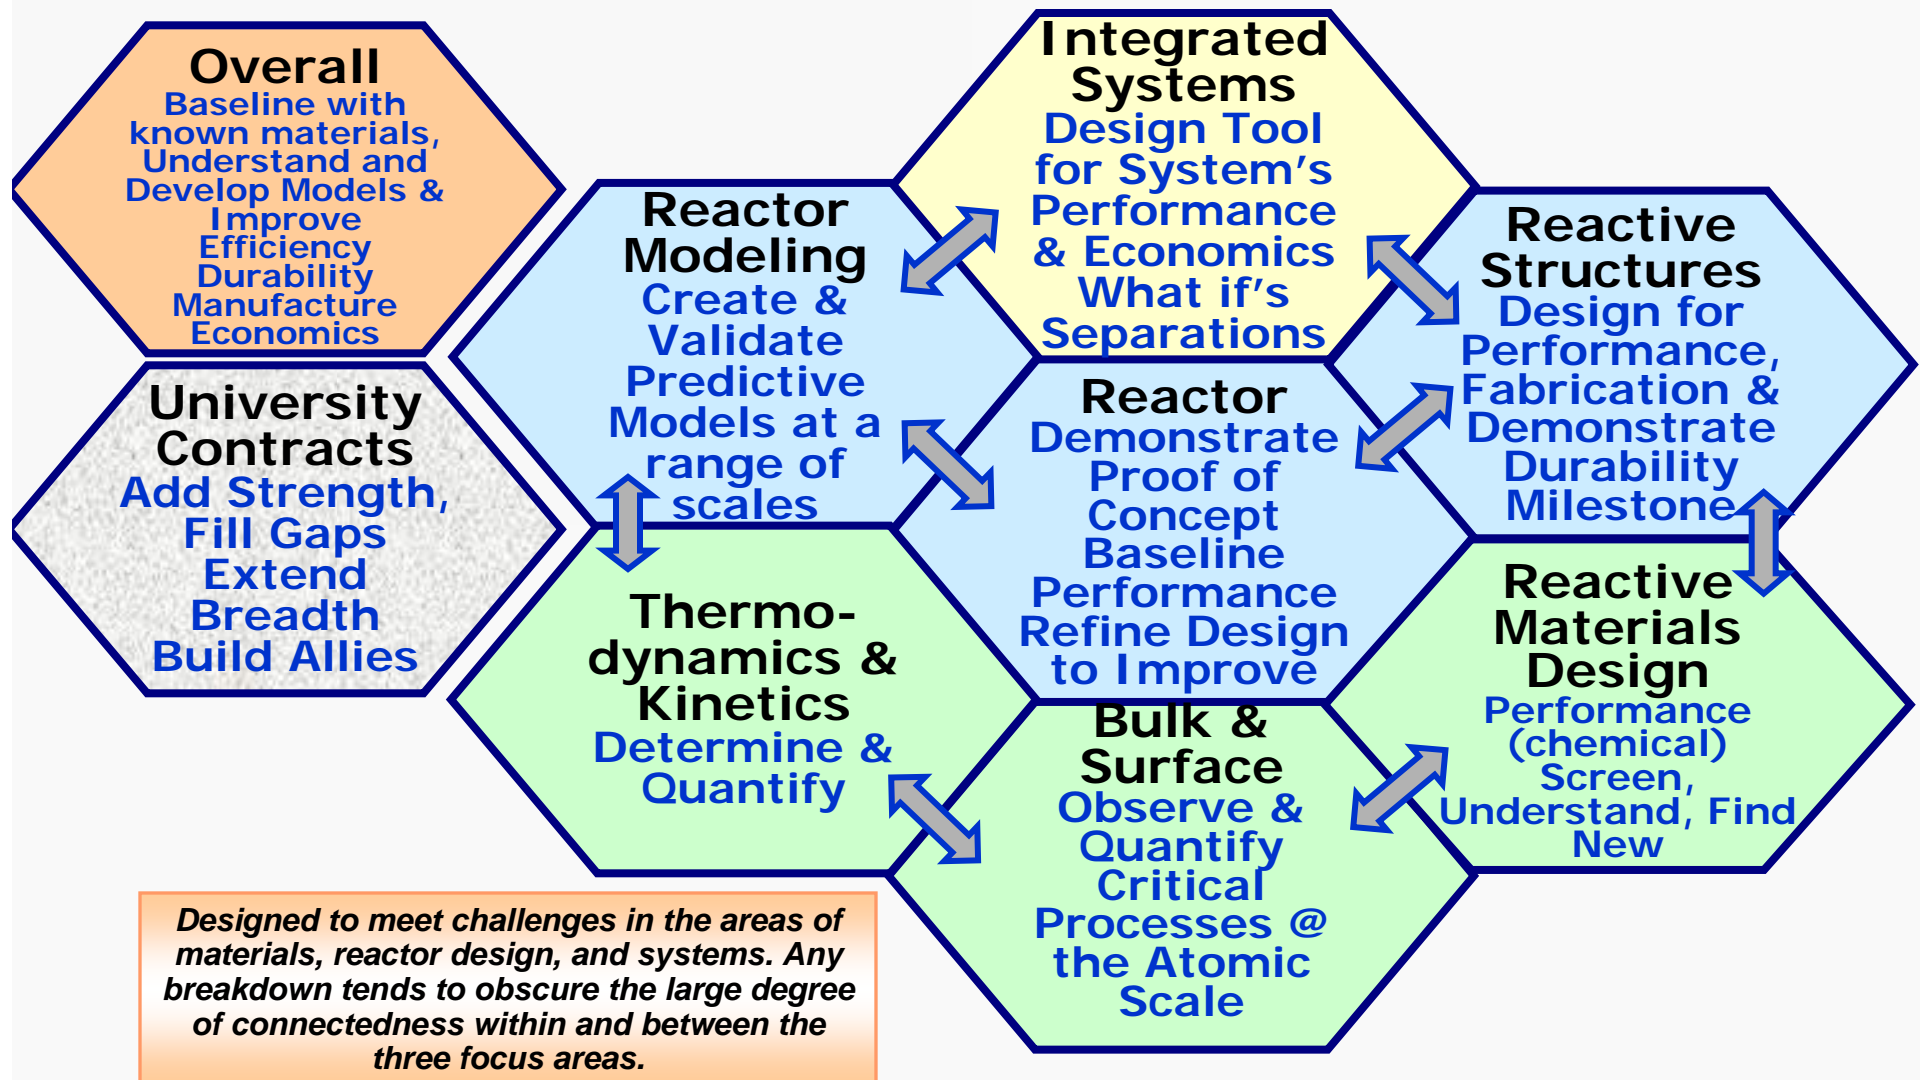 Overall
Baseline with
known materials,
Understand and
Develop Models &
Improve
Efficiency
Durability
Manufacture
Economics
University
Contracts
Add Strength,
Fill Gaps
Extend
Breadth
Build Allies
Reactor
Modeling
Create &
Validate
Predictive
Models at a
range of
scales
Thermo-
dynamics &
Kinetics
Determine &
Quantify
Integrated
Systems
Design Tool
for System’s
Performance
& Economics
What if’s
Separations
Reactor
Demonstrate
Proof of
Concept
Baseline
Performance
Refine Design
to Improve
Bulk &
Surface
Observe &
Quantify
Critical
Processes @
the Atomic
Scale
Reactive
Structures
Design for
Performance,
Fabrication &
Demonstrate
Durability
Milestone
Reactive
Materials
Design
Performance
(chemical)
Screen,
Understand, Find
New
Designed to meet challenges in the areas of
materials, reactor design, and systems. Any
breakdown tends to obscure the large degree
of connectedness within and between the
three focus areas.